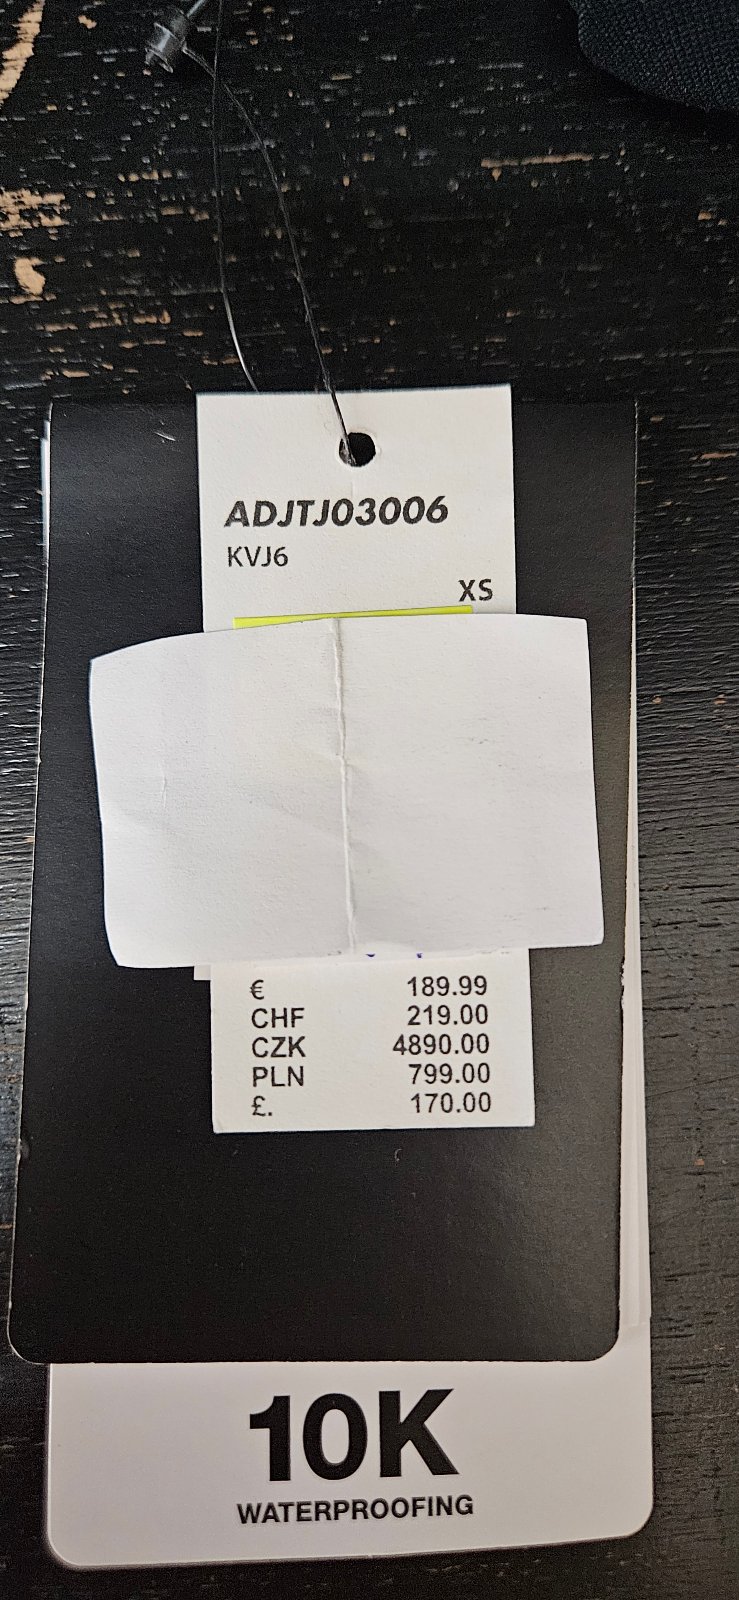 ADJTJ03006
KVJ6
XS
€ 189.99
CHF 219.00
CZK 4890.00
PLN 799.00
£. 170.00
10K
WATERPROOFING